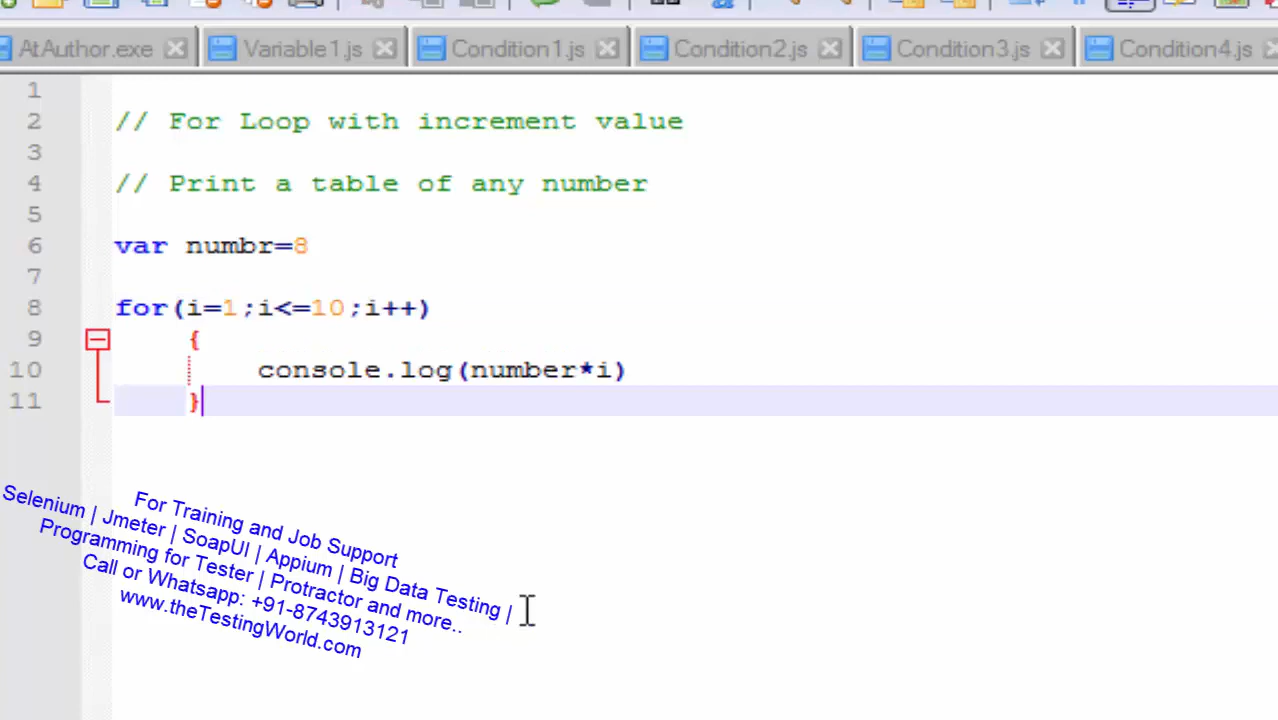 AtAuthor.exe Variable1.js Condition1.js Condition2.js Condition3.js Condition4.js
1
2 // For Loop with increment value
3
4 // Print a table of any number
5
6 var numbr=8
7
8 for(i=1;i<=10;i++)
9 {
10 console.log(number*i)
11 }
For Training and Job Support
Selenium | Jmeter | SoapUI | Appium | Big Data Testing |
Programming for Tester | Protractor and more..
Call or Whatsapp: +91-8743913121
www.theTestingWorld.com